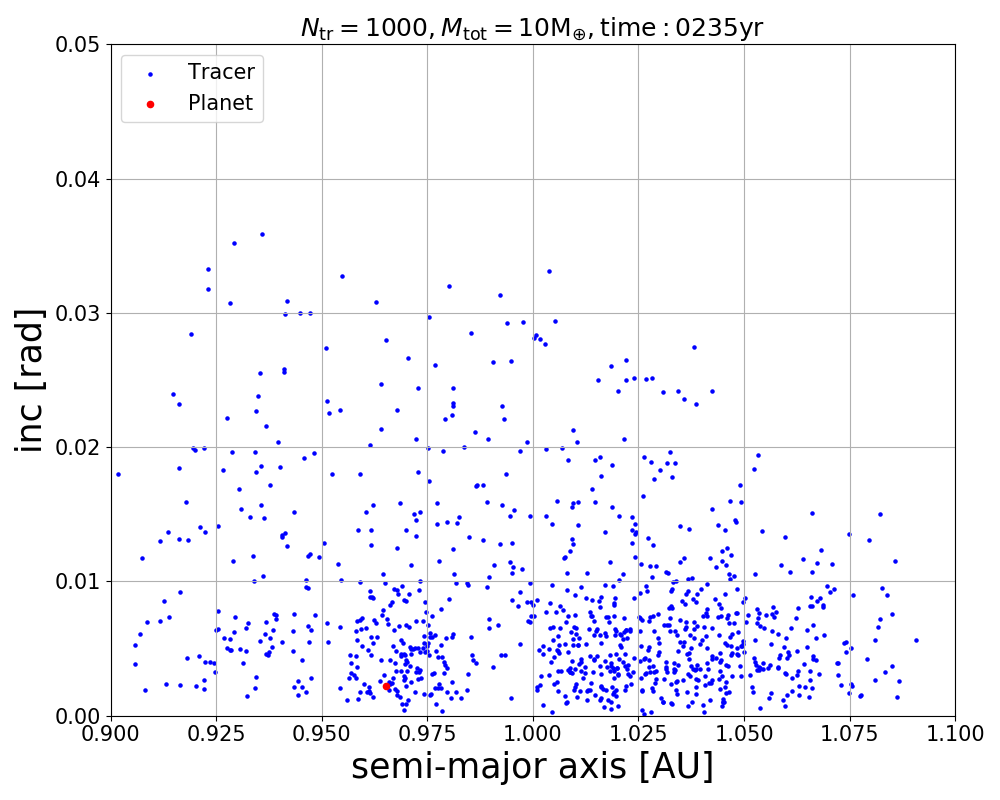 N_tr = 1000, M_tot = 10M_⊕, time : 0235yr
Tracer
Planet
inc [rad]
0.05
0.04
0.03
0.02
0.01
0.00
0.900 0.925 0.950 0.975 1.000 1.025 1.050 1.075 1.100
semi-major axis [AU]